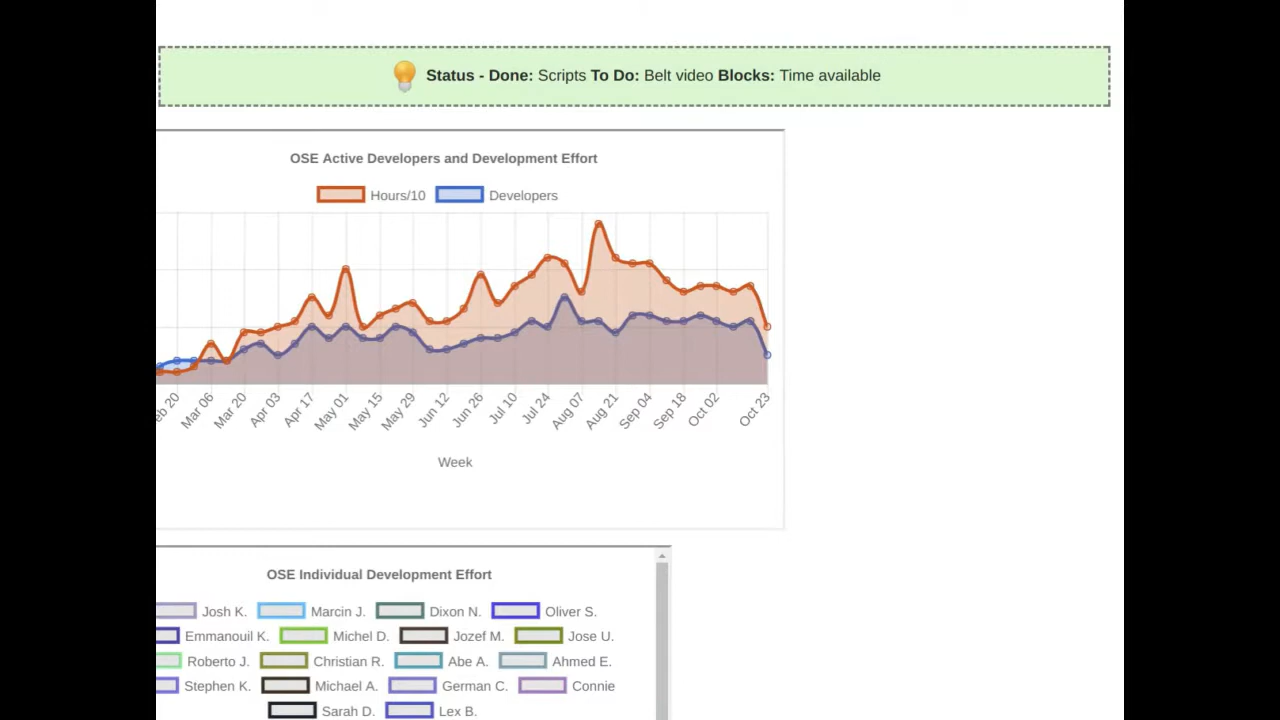 Status - Done: Scripts To Do: Belt video Blocks: Time available
OSE Active Developers and Development Effort
Hours/10 Developers
eb 20 Mar 06 Mar 20 Apr 03 Apr 17 May 01 May 15 May 29 Jun 12 Jun 26 Jul 10 Jul 24 Aug 07 Aug 21 Sep 04 Sep 18 Oct 02 Oct 23
Week
OSE Individual Development Effort
Josh K. Marcin J. Dixon N. Oliver S.
Emmanouil K. Michel D. Jozef M. Jose U.
Roberto J. Christian R. Abe A. Ahmed E.
Stephen K. Michael A. German C. Connie
Sarah D. Lex B.